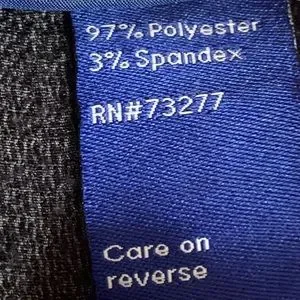 97% Polyester
3% Spandex
RN#73277
Care on
reverse